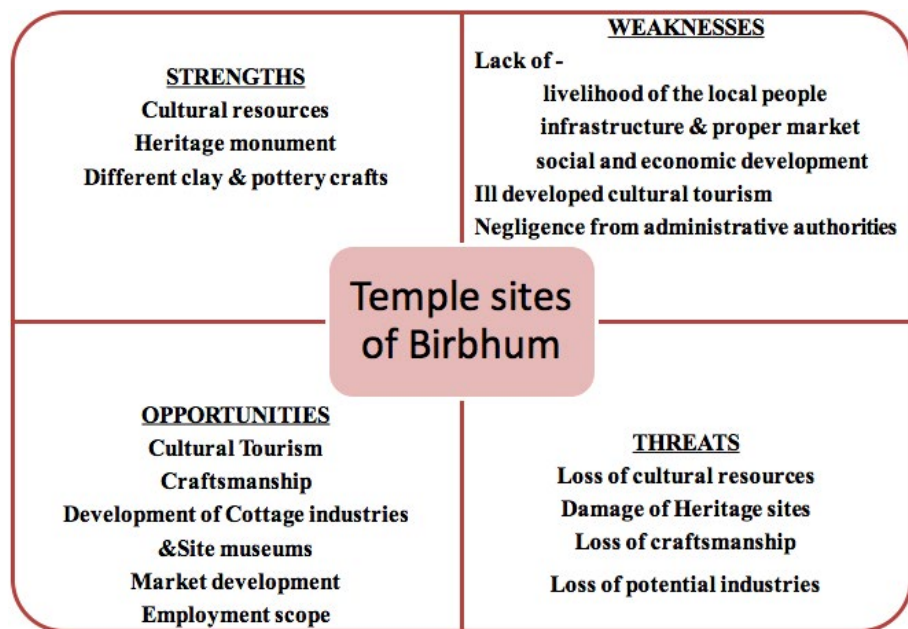 STRENGTHS
Cultural resources
Heritage monument
Different clay & pottery crafts
WEAKNESSES
Lack of -
livelihood of the local people
infrastructure & proper market
social and economic development
Ill developed cultural tourism
Negligence from administrative authorities
Temple sites
of Birbhum
OPPORTUNITIES
Cultural Tourism
Craftsmanship
Development of Cottage industries
&Site museums
Market development
Employment scope
THREATS
Loss of cultural resources
Damage of Heritage sites
Loss of craftsmanship
Loss of potential industries